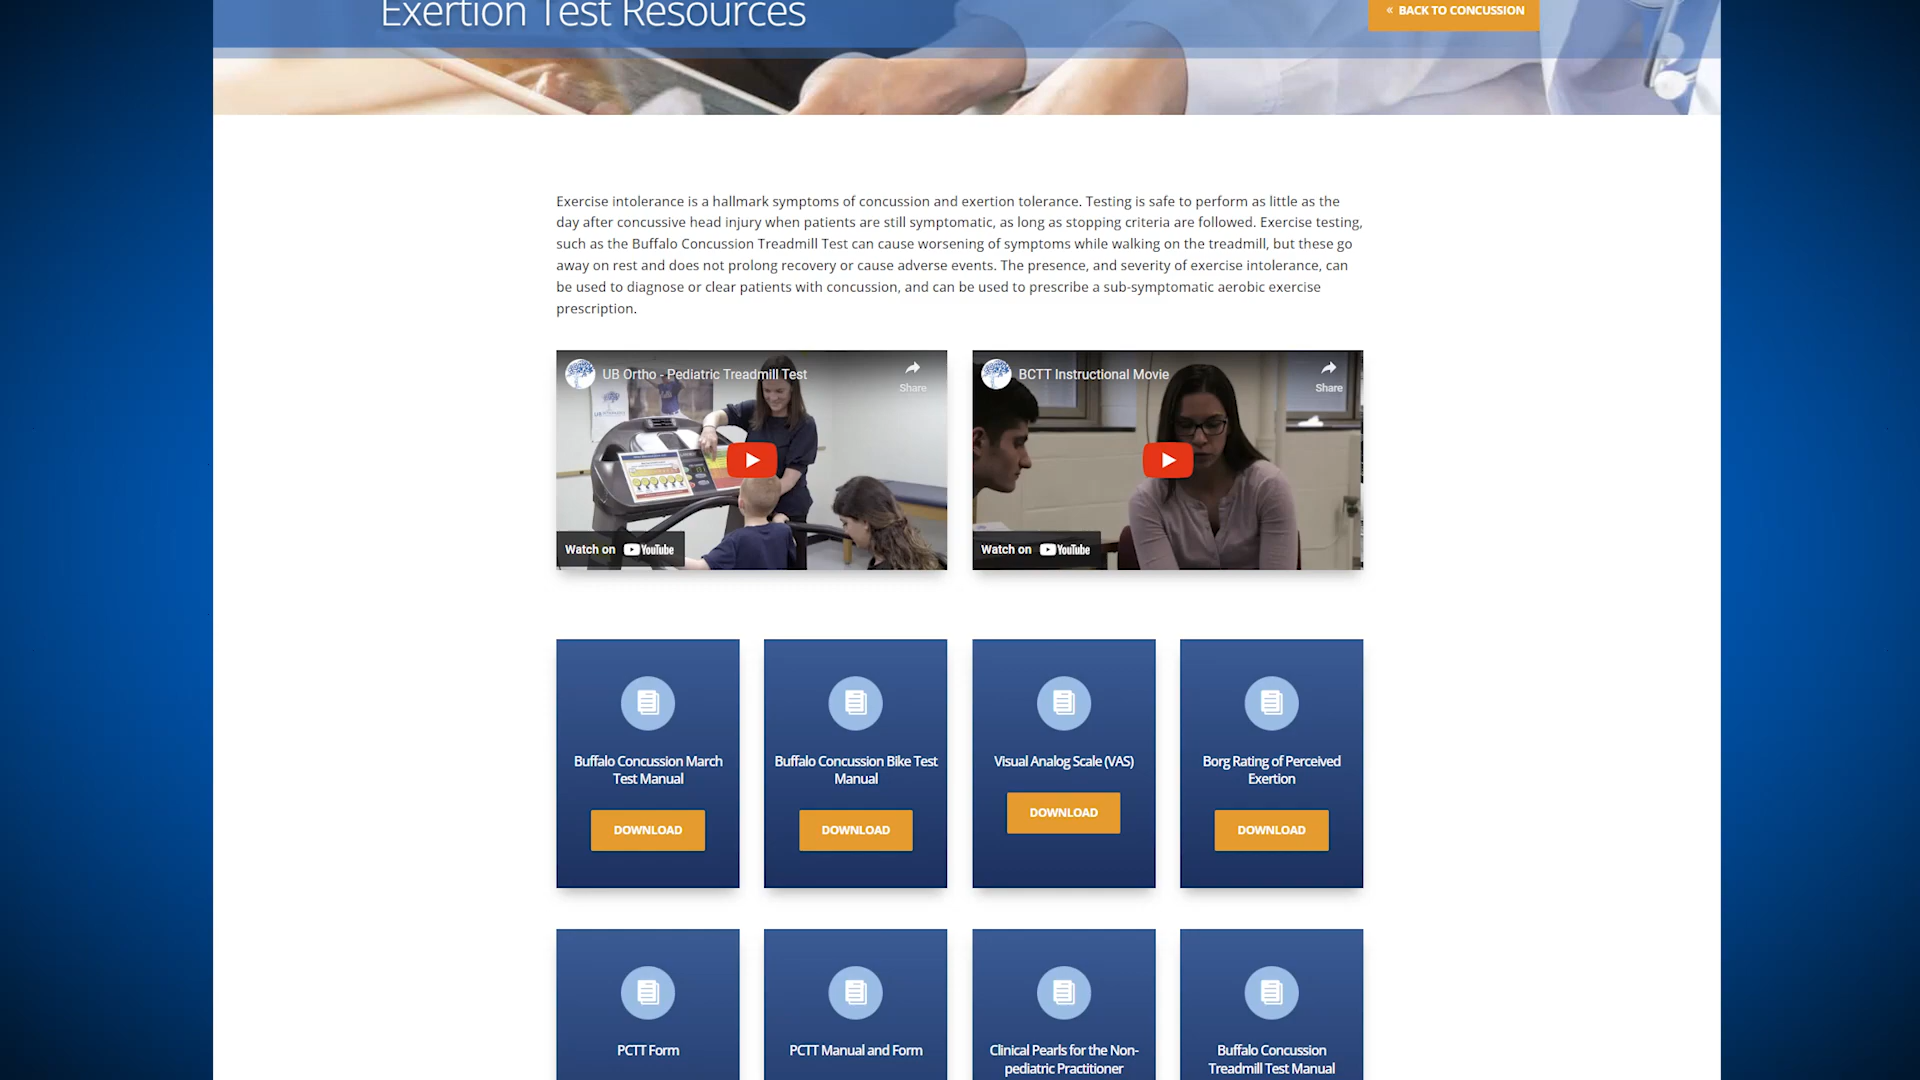 Exertion Test Resources
« BACK TO CONCUSSION
Exercise intolerance is a hallmark symptoms of concussion and exertion tolerance. Testing is safe to perform as little as the
day after concussive head injury when patients are still symptomatic, as long as stopping criteria are followed. Exercise testing,
such as the Buffalo Concussion Treadmill Test can cause worsening of symptoms while walking on the treadmill, but these go
away on rest and does not prolong recovery or cause adverse events. The presence, and severity of exercise intolerance, can
be used to diagnose or clear patients with concussion, and can be used to prescribe a sub-symptomatic aerobic exercise
prescription.
UB Ortho - Pediatric Treadmill Test
Share
Watch on YouTube
BCTT Instructional Movie
Share
Watch on YouTube
Buffalo Concussion March
Test Manual
DOWNLOAD
Buffalo Concussion Bike Test
Manual
DOWNLOAD
Visual Analog Scale (VAS)
DOWNLOAD
Borg Rating of Perceived
Exertion
DOWNLOAD
PCTT Form
PCTT Manual and Form
Clinical Pearls for the Non-
pediatric Practitioner
Buffalo Concussion
Treadmill Test Manual